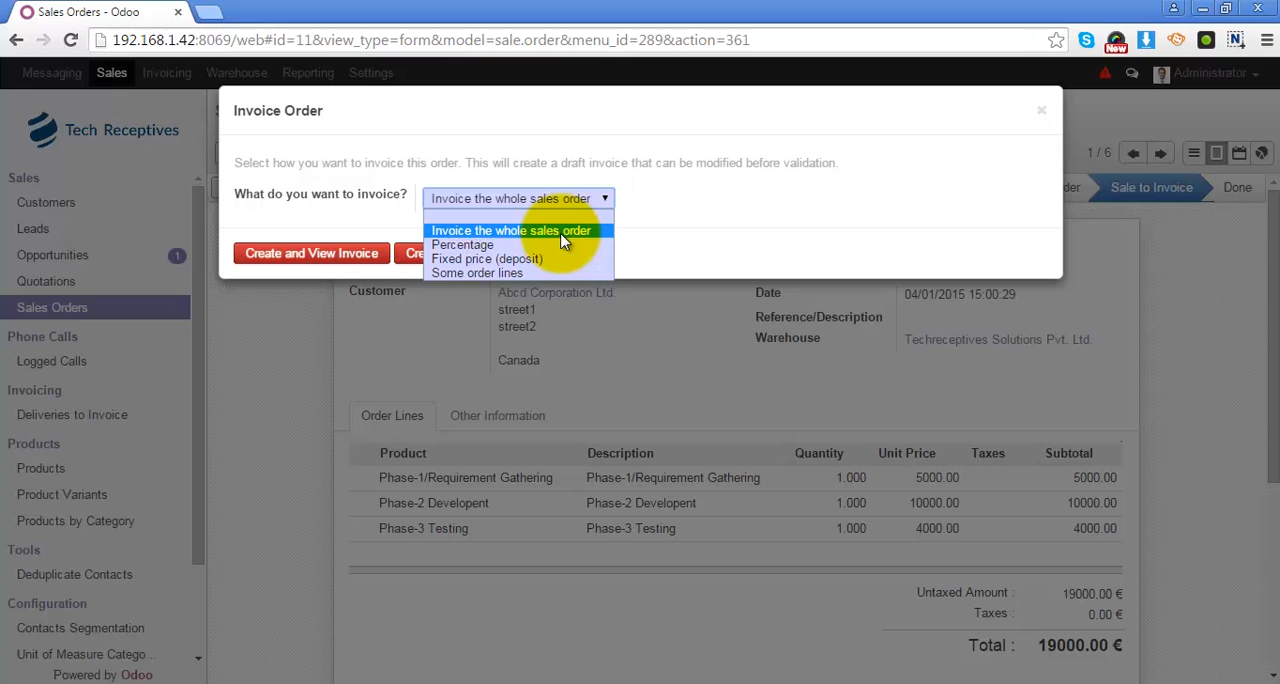 Sales Orders - Odoo
192.168.1.42:8069/web#id=11&view_type=form&model=sale.order&menu_id=289&action=361
New
Messaging Sales Invoicing Warehouse Reporting Settings
Administrator
Tech Receptives
Sales
Customers
Leads
Opportunities 1
Quotations
Sales Orders
Phone Calls
Logged Calls
Invoicing
Deliveries to Invoice
Products
Products
Product Variants
Products by Category
Tools
Deduplicate Contacts
Configuration
Contacts Segmentation
Unit of Measure Catego...
Powered by Odoo
Invoice Order
Select how you want to invoice this order. This will create a draft invoice that can be modified before validation.
What do you want to invoice?
Invoice the whole sales order
Invoice the whole sales order
Percentage
Fixed price (deposit)
Some order lines
Create and View Invoice
1 / 6
Sale to Invoice
Done
Customer
Abcd Corporation Ltd.
street1
street2
Canada
Date 04/01/2015 15:00:29
Reference/Description
Warehouse Techreceptives Solutions Pvt. Ltd.
Order Lines Other Information
Product Description Quantity Unit Price Taxes Subtotal
Phase-1/Requirement Gathering Phase-1/Requirement Gathering 1.000 5000.00 5000.00
Phase-2 Developent Phase-2 Developent 1.000 10000.00 10000.00
Phase-3 Testing Phase-3 Testing 1.000 4000.00 4000.00
Untaxed Amount : 19000.00 €
Taxes : 0.00 €
Total : 19000.00 €